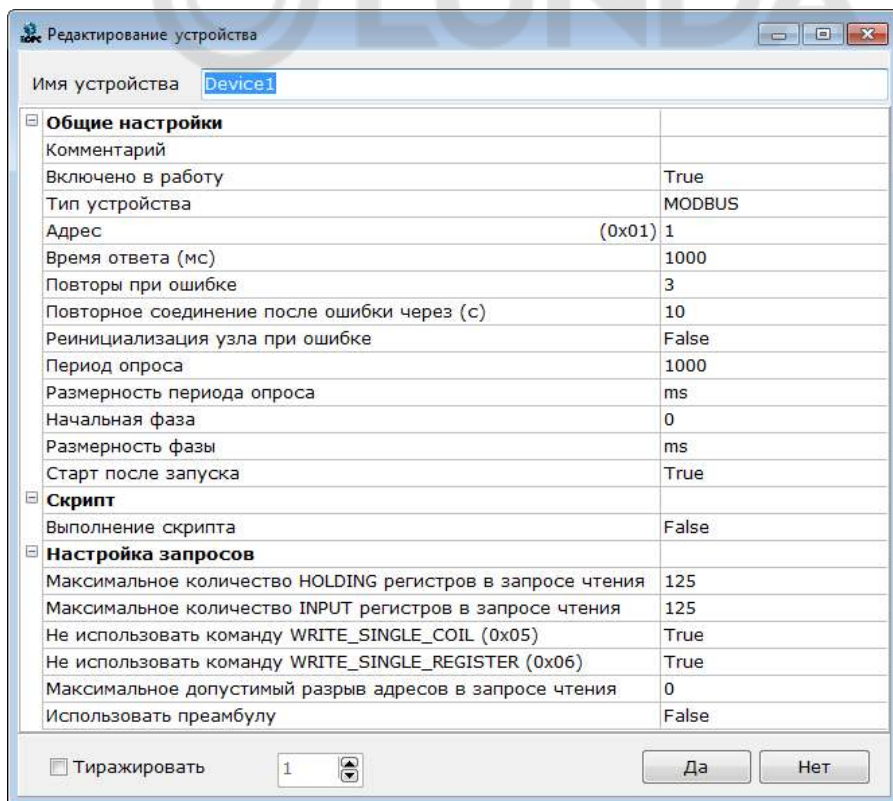 LUNDA
OPC Редактирование устройства
Имя устройства Device1
Общие настройки
Комментарий
Включено в работу True
Тип устройства MODBUS
Адрес (0x01) 1
Время ответа (мс) 1000
Повторы при ошибке 3
Повторное соединение после ошибки через (с) 10
Реинициализация узла при ошибке False
Период опроса 1000
Размерность периода опроса ms
Начальная фаза 0
Размерность фазы ms
Старт после запуска True
Скрипт
Выполнение скрипта False
Настройка запросов
Максимальное количество HOLDING регистров в запросе чтения 125
Максимальное количество INPUT регистров в запросе чтения 125
Не использовать команду WRITE_SINGLE_COIL (0x05) True
Не использовать команду WRITE_SINGLE_REGISTER (0x06) True
Максимальное допустимый разрыв адресов в запросе чтения 0
Использовать преамбулу False
Тиражировать 1 Да Нет